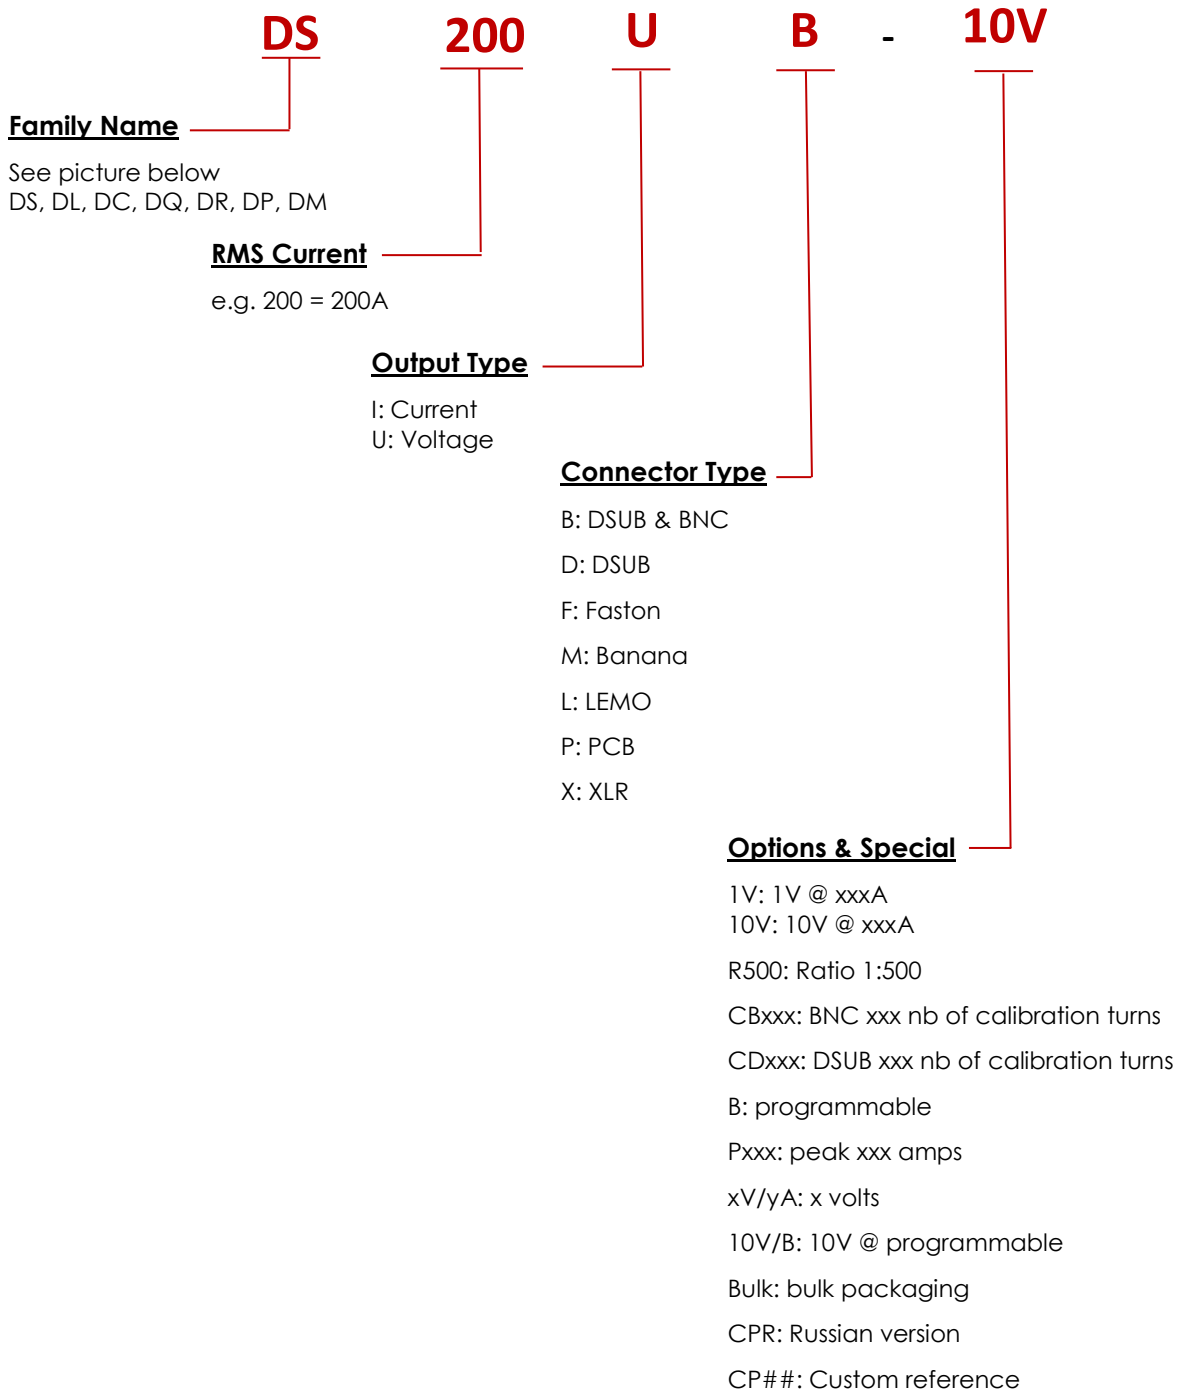 DS 200 U B - 10V
Family Name
See picture below
DS, DL, DC, DQ, DR, DP, DM
RMS Current
e.g. 200 = 200A
Output Type
I: Current
U: Voltage
Connector Type
B: DSUB & BNC
D: DSUB
F: Faston
M: Banana
L: LEMO
P: PCB
X: XLR
Options & Special
1V: 1V @ xxxA
10V: 10V @ xxxA
R500: Ratio 1:500
CBxxx: BNC xxx nb of calibration turns
CDxxx: DSUB xxx nb of calibration turns
B: programmable
Pxxx: peak xxx amps
xV/yA: x volts
10V/B: 10V @ programmable
Bulk: bulk packaging
CPR: Russian version
CP##: Custom reference